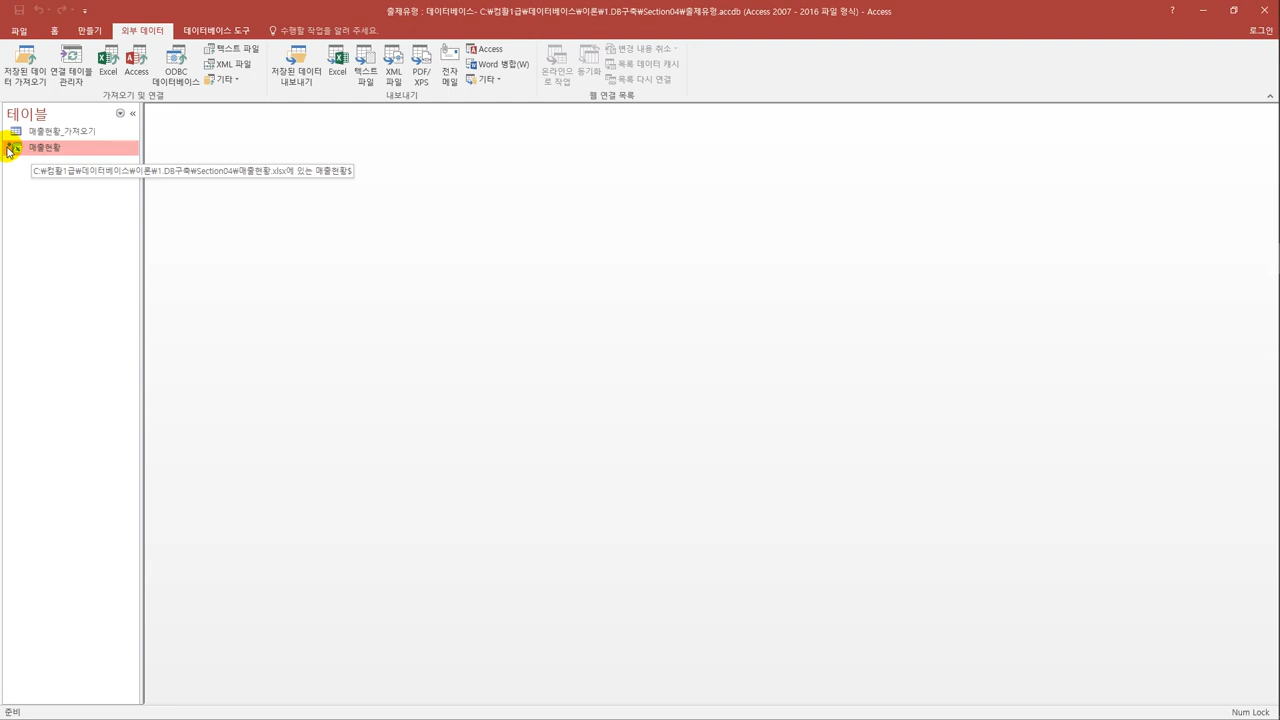 출제유형 : 데이터베이스- C:₩컴활1급₩데이터베이스₩이론₩1.DB구축₩Section04₩출제유형.accdb (Access 2007 - 2016 파일 형식) - Access
파일 홈 만들기 외부 데이터 데이터베이스 도구 수행할 작업을 알려 주세요. 로그인
저장된 데이터 가져오기
연결 테이블 관리자
Excel
Access
ODBC 데이터베이스
텍스트 파일
XML 파일
기타
가져오기 및 연결
저장된 데이터 내보내기
Excel
텍스트 파일
XML 파일
PDF/XPS
전자 메일
Access
Word 병합(W)
기타
내보내기
온라인으로 작업
동기화
변경 내용 취소
목록 데이터 캐시
목록 다시 연결
웹 연결 목록
테이블
매출현황_가져오기
매출현황
C:₩컴활1급₩데이터베이스₩이론₩1.DB구축₩Section04₩매출현황.xlsx에 있는 매출현황$
준비
Num Lock